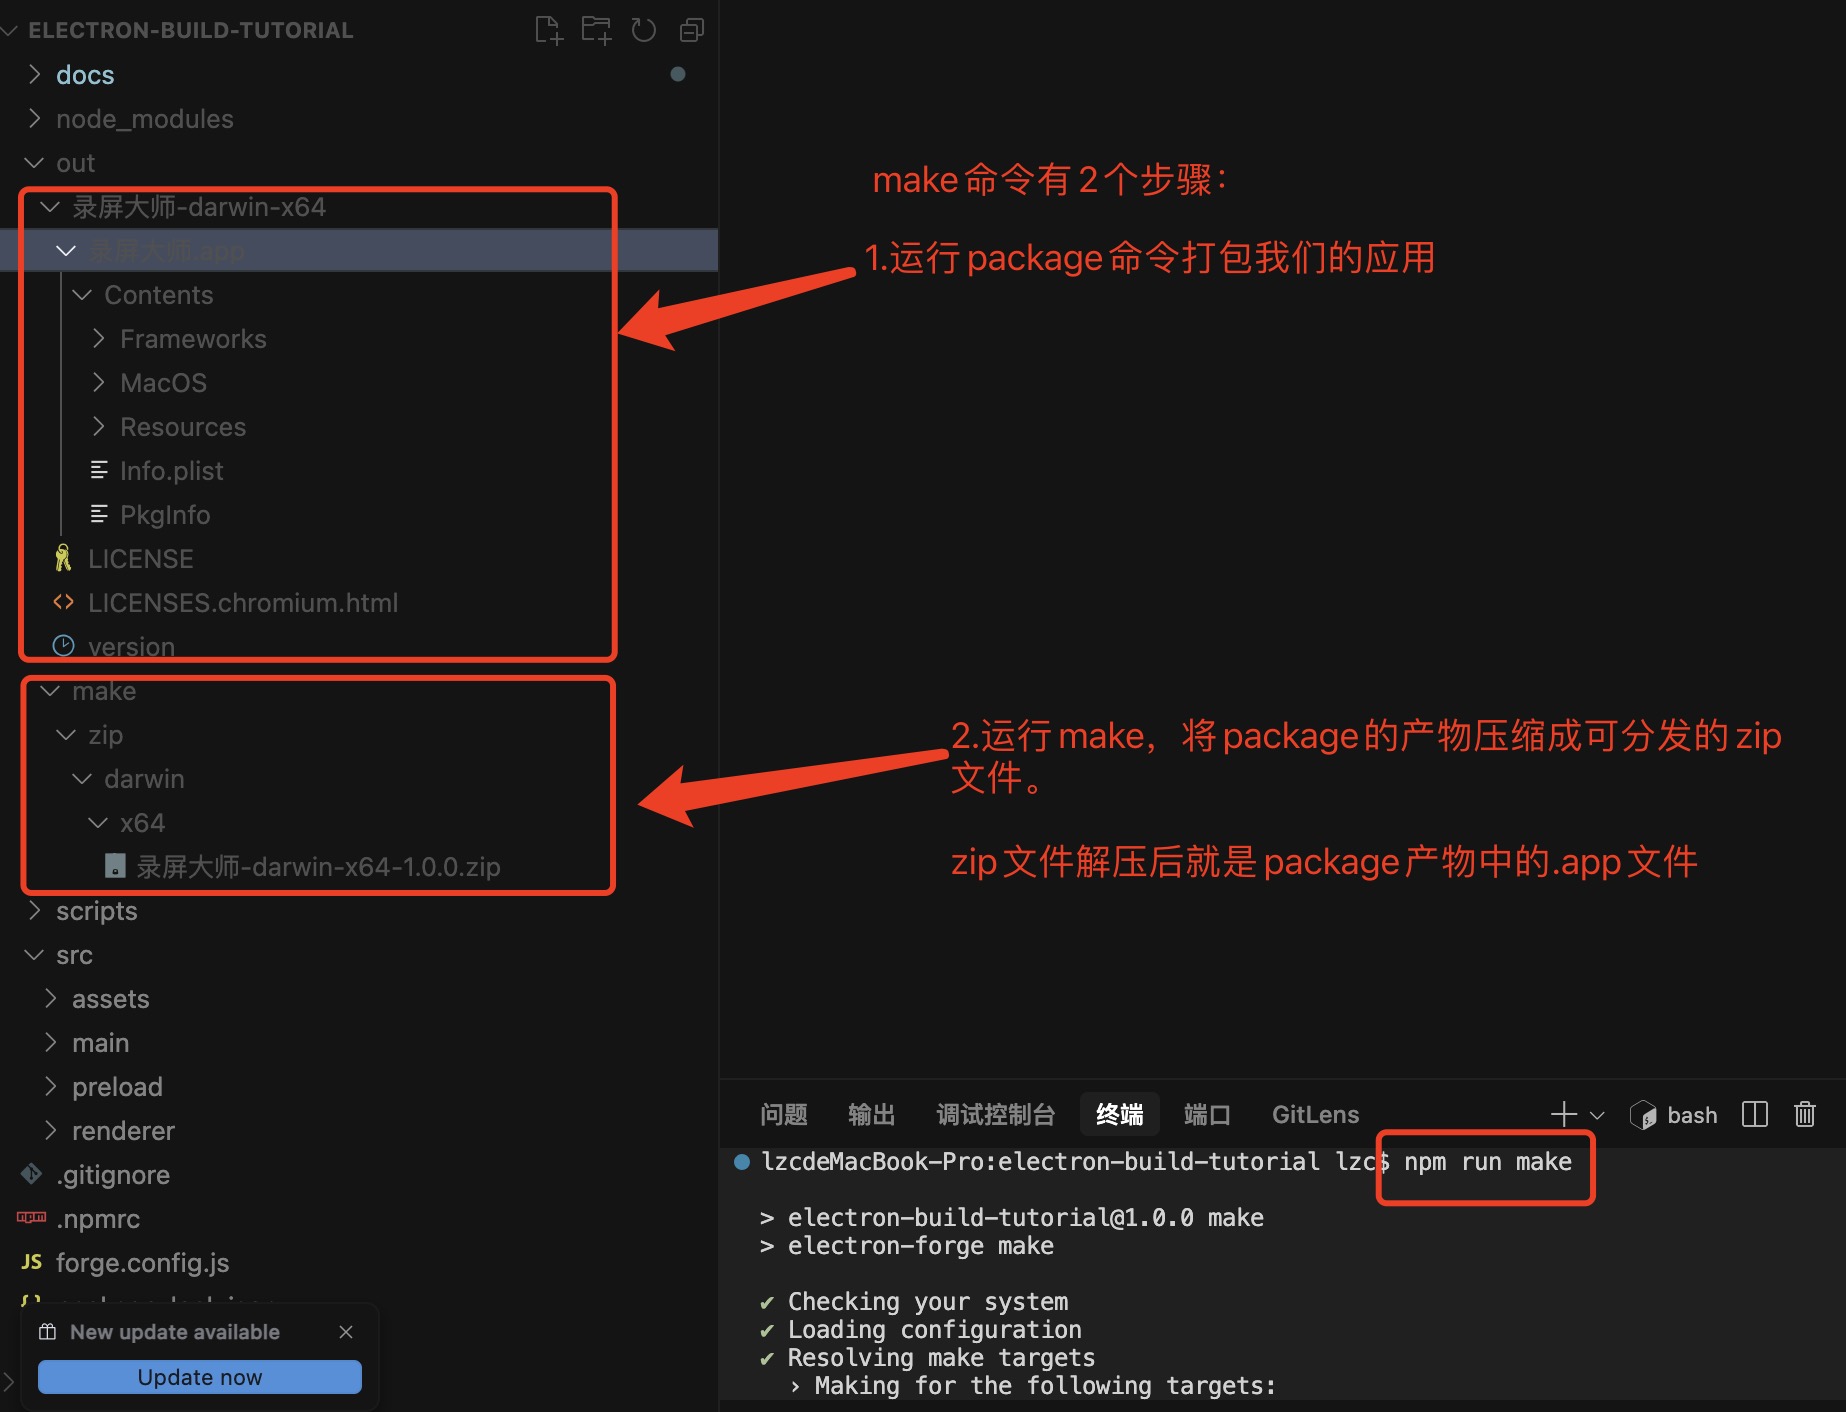 ELECTRON-BUILD-TUTORIAL
docs
node_modules
out
录屏大师-darwin-x64
录屏大师.app
Contents
Frameworks
MacOS
Resources
Info.plist
PkgInfo
LICENSE
LICENSES.chromium.html
version
make
zip
darwin
x64
录屏大师-darwin-x64-1.0.0.zip
scripts
src
assets
main
preload
renderer
.gitignore
.npmrc
JS forge.config.js
New update available
Update now
make命令有2个步骤：
1.运行package命令打包我们的应用
2.运行make，将package的产物压缩成可分发的zip
文件。
zip文件解压后就是package产物中的.app文件
问题 输出 调试控制台 终端 端口 GitLens bash
lzcdeMacBook-Pro:electron-build-tutorial lzc$ npm run make
> electron-build-tutorial@1.0.0 make
> electron-forge make
✔ Checking your system
✔ Loading configuration
✔ Resolving make targets
› Making for the following targets: